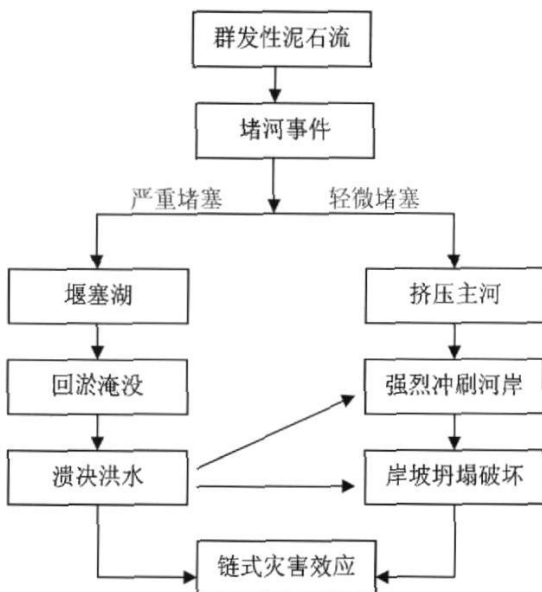 群发性泥石流
堵河事件
严重堵塞
轻微堵塞
堰塞湖
挤压主河
回淤淹没
强烈冲刷河岸
溃决洪水
岸坡坍塌破坏
链式灾害效应